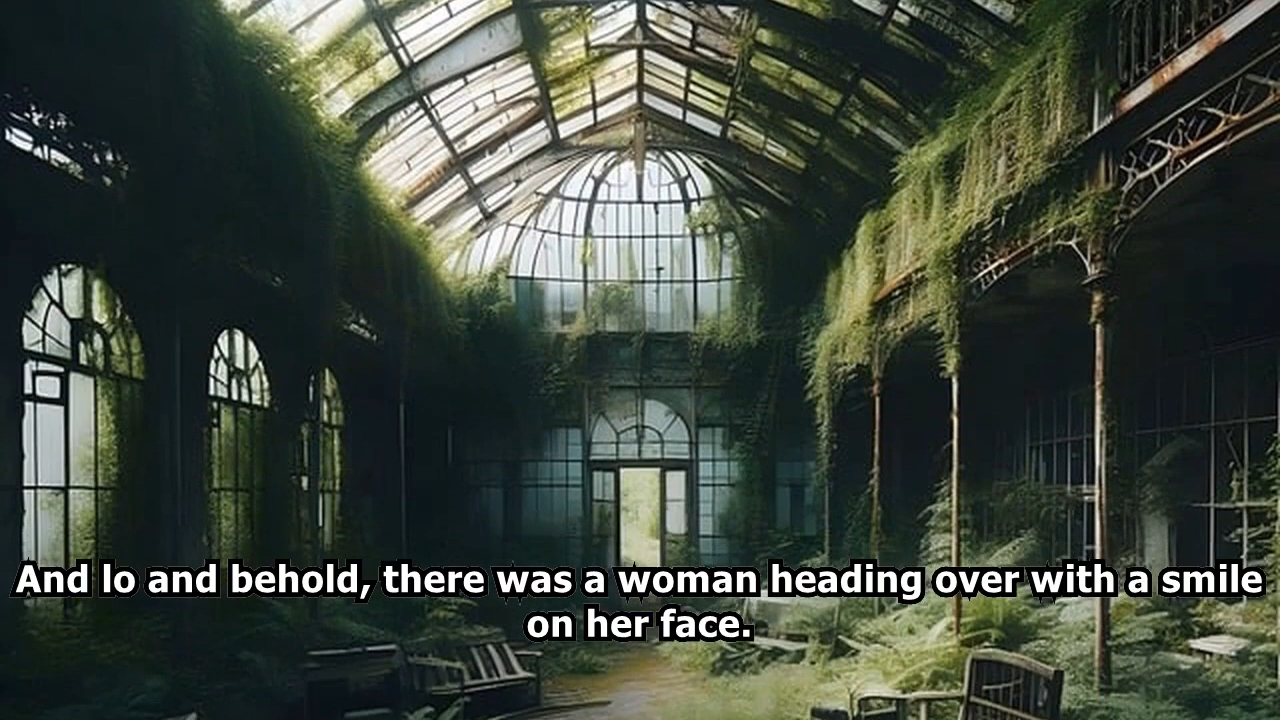 And lo and behold, there was a woman heading over with a smile
on her face.